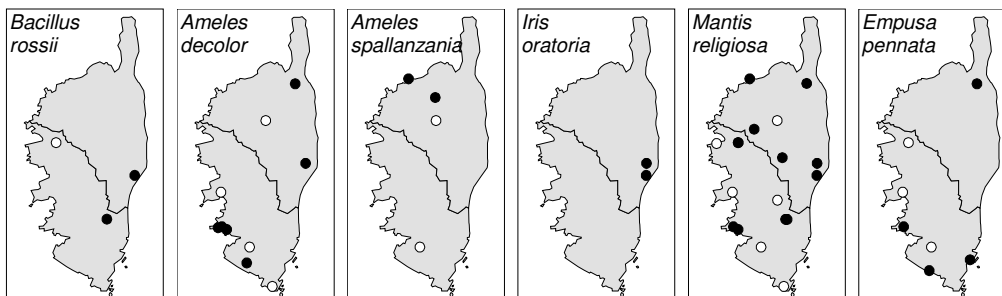 Bacillus
rossii
Ameles
decolor
Ameles
spallanzania
Iris
oratoria
Mantis
religiosa
Empusa
pennata